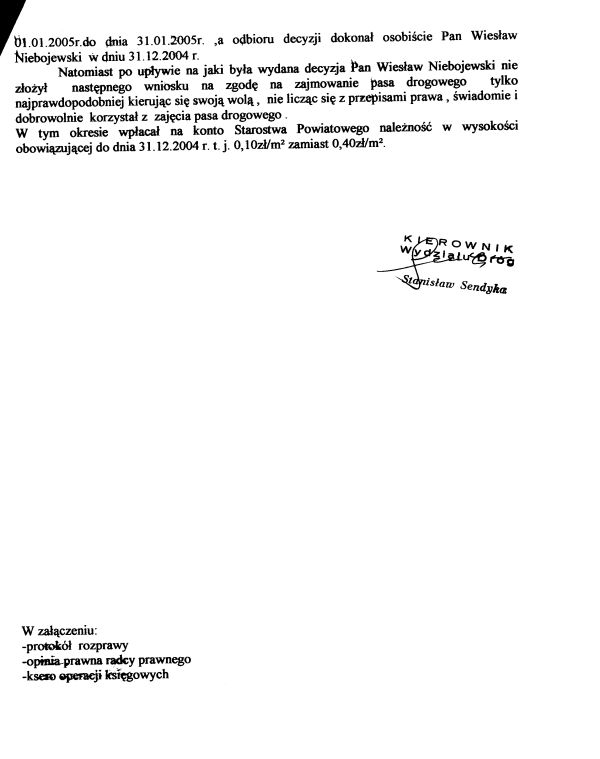 01.01.2005r.do dnia 31.01.2005r. ,a odbioru decyzji dokonał osobiście Pan Wiesław
Niebojewski w dniu 31.12.2004 r.
Natomiast po upływie na jaki była wydana decyzja Pan Wiesław Niebojewski nie
złożył następnego wniosku na zgodę na zajmowanie pasa drogowego tylko
najprawdopodobniej kierując się swoją wolą , nie licząc się z przepisami prawa , świadomie i
dobrowolnie korzystał z zajęcia pasa drogowego .
W tym okresie wpłacał na konto Starostwa Powiatowego należność w wysokości
obowiązującej do dnia 31.12.2004 r. t. j. 0,10zł/m² zamiast 0,40zł/m².
KIEROWNIK
Wydziału Dróg
Stanisław Sendyka
W załączeniu:
-protokół rozprawy
-opinia prawna radcy prawnego
-ksero operacji księgowych